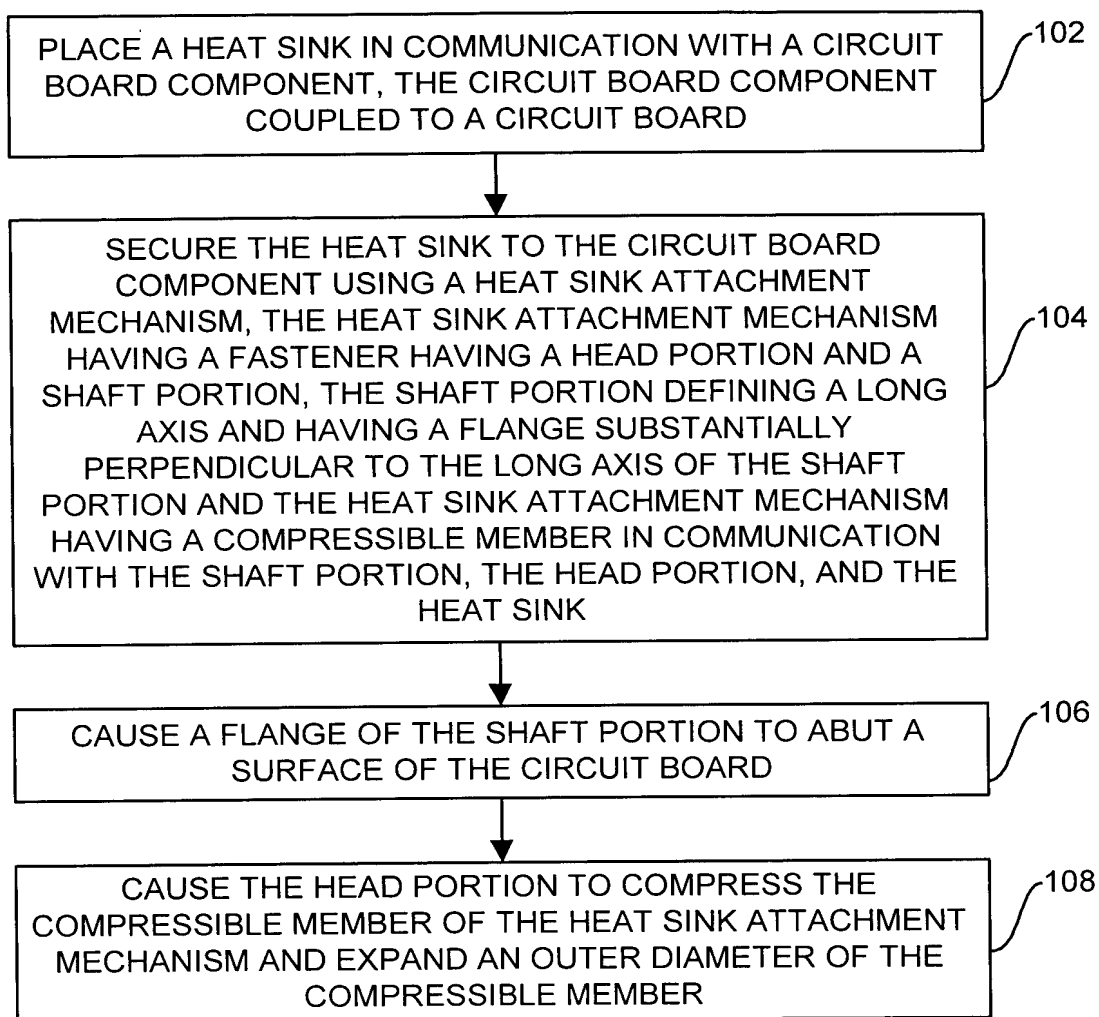 PLACE A HEAT SINK IN COMMUNICATION WITH A CIRCUIT
BOARD COMPONENT, THE CIRCUIT BOARD COMPONENT
COUPLED TO A CIRCUIT BOARD
102
SECURE THE HEAT SINK TO THE CIRCUIT BOARD
COMPONENT USING A HEAT SINK ATTACHMENT
MECHANISM, THE HEAT SINK ATTACHMENT MECHANISM
HAVING A FASTENER HAVING A HEAD PORTION AND A
SHAFT PORTION, THE SHAFT PORTION DEFINING A LONG
AXIS AND HAVING A FLANGE SUBSTANTIALLY
PERPENDICULAR TO THE LONG AXIS OF THE SHAFT
PORTION AND THE HEAT SINK ATTACHMENT MECHANISM
HAVING A COMPRESSIBLE MEMBER IN COMMUNICATION
WITH THE SHAFT PORTION, THE HEAD PORTION, AND THE
HEAT SINK
104
CAUSE A FLANGE OF THE SHAFT PORTION TO ABUT A
SURFACE OF THE CIRCUIT BOARD
106
CAUSE THE HEAD PORTION TO COMPRESS THE
COMPRESSIBLE MEMBER OF THE HEAT SINK ATTACHMENT
MECHANISM AND EXPAND AN OUTER DIAMETER OF THE
COMPRESSIBLE MEMBER
108